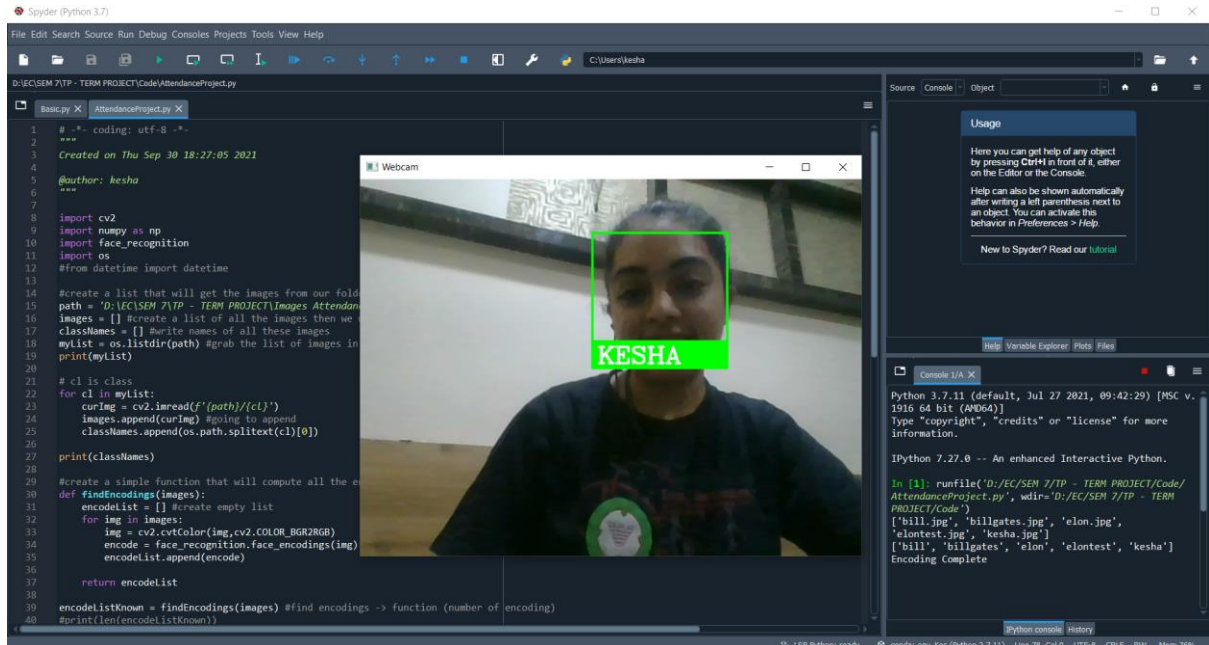 Spyder (Python 3.7)
File Edit Search Source Run Debug Consoles Projects Tools View Help
C:\Users\kesha
D:\EC\SEM 7\TP - TERM PROJECT\Code\AttendanceProject.py
Basic.py X AttendanceProject.py X
1 # -*- coding: utf-8 -*-
2 """
3 Created on Thu Sep 30 18:27:05 2021
4
5 @author: kesha
6 """
7
8 import cv2
9 import numpy as np
10 import face_recognition
11 import os
12 #from datetime import datetime
13
14 #create a list that will get the images from our fold
15 path = 'D:\EC\SEM 7\TP - TERM PROJECT\Images Attendan
16 images = [] #create a list of all the images then we
17 classNames = [] #write names of all these images
18 myList = os.listdir(path) #grab the list of images in
19 print(myList)
20
21 # cl is class
22 for cl in myList:
23 curImg = cv2.imread(f'{path}/{cl}')
24 images.append(curImg) #going to append
25 classNames.append(os.path.splitext(cl)[0])
26
27 print(classNames)
28
29 #create a simple function that will compute all the e
30 def findEncodings(images):
31 encodeList = [] #create empty list
32 for img in images:
33 img = cv2.cvtColor(img,cv2.COLOR_BGR2RGB)
34 encode = face_recognition.face_encodings(img)
35 encodeList.append(encode)
36
37 return encodeList
38
39 encodeListKnown = findEncodings(images) #find encodings -> function (number of encoding)
40 #print(len(encodeListKnown))
Webcam
KESHA
Source Console Object
Usage
Here you can get help of any object
by pressing Ctrl+I in front of it, either
on the Editor or the Console.
Help can also be shown automatically
after writing a left parenthesis next to
an object. You can activate this
behavior in Preferences > Help.
New to Spyder? Read our tutorial
Help Variable Explorer Plots Files
Console 1/A X
Python 3.7.11 (default, Jul 27 2021, 09:42:29) [MSC v.
1916 64 bit (AMD64)]
Type "copyright", "credits" or "license" for more
information.
IPython 7.27.0 -- An enhanced Interactive Python.
In [1]: runfile('D:/EC/SEM 7/TP - TERM PROJECT/Code/
AttendanceProject.py', wdir='D:/EC/SEM 7/TP - TERM
PROJECT/Code')
['bill.jpg', 'billgates.jpg', 'elon.jpg',
'elontest.jpg', 'kesha.jpg']
['bill', 'billgates', 'elon', 'elontest', 'kesha']
Encoding Complete
IPython console History